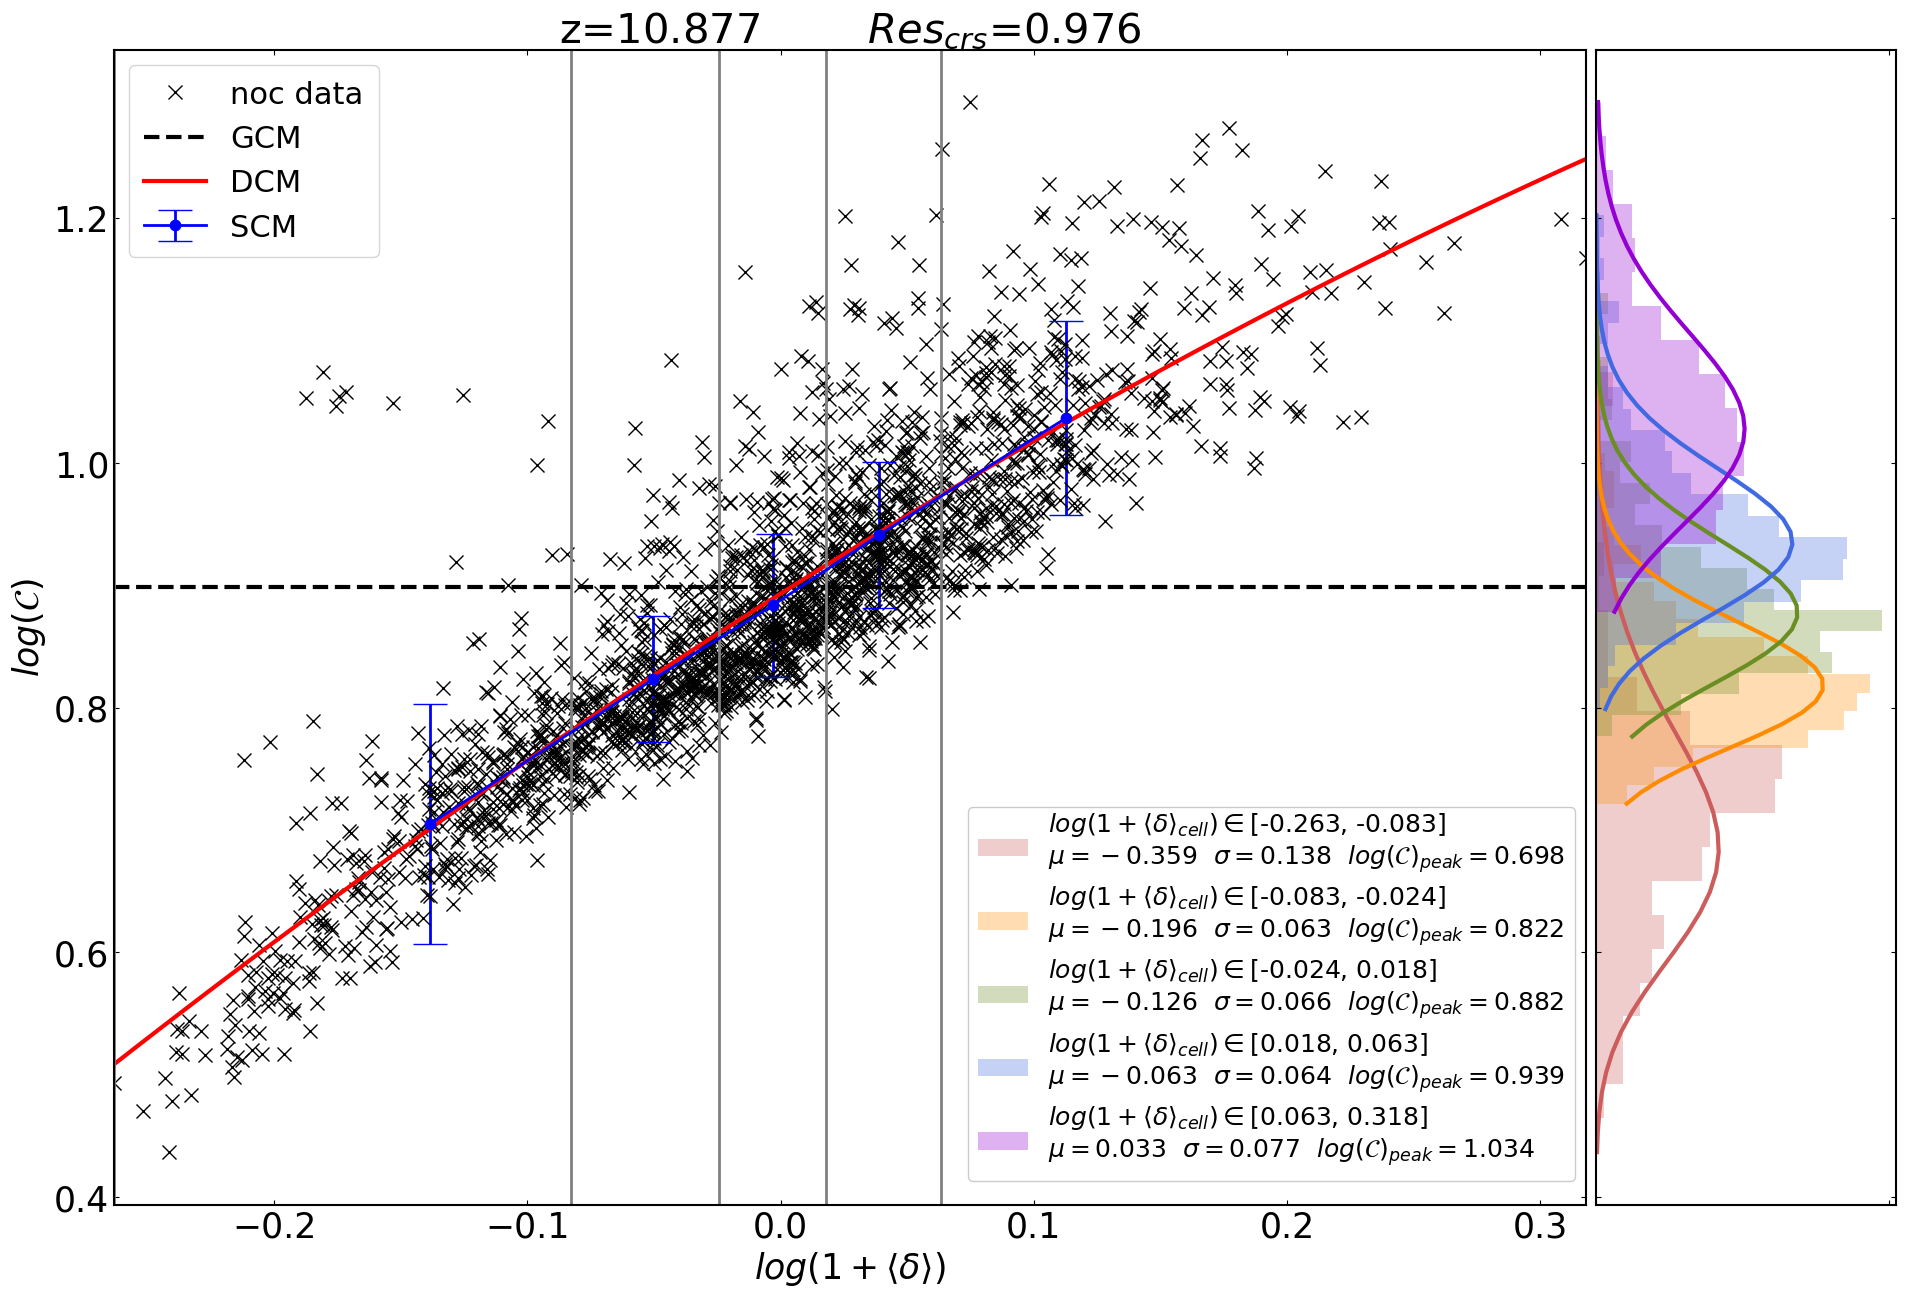 z=10.877 Res_crs=0.976
noc data
GCM
DCM
SCM
log(𝒞)
1.2
1.0
0.8
0.6
0.4
log(1 + ⟨δ⟩_cell) ∈ [-0.263, -0.083]
μ = −0.359 σ = 0.138 log(𝒞)_peak = 0.698
log(1 + ⟨δ⟩_cell) ∈ [-0.083, -0.024]
μ = −0.196 σ = 0.063 log(𝒞)_peak = 0.822
log(1 + ⟨δ⟩_cell) ∈ [-0.024, 0.018]
μ = −0.126 σ = 0.066 log(𝒞)_peak = 0.882
log(1 + ⟨δ⟩_cell) ∈ [0.018, 0.063]
μ = −0.063 σ = 0.064 log(𝒞)_peak = 0.939
log(1 + ⟨δ⟩_cell) ∈ [0.063, 0.318]
μ = 0.033 σ = 0.077 log(𝒞)_peak = 1.034
−0.2 −0.1 0.0 0.1 0.2 0.3
log(1 + ⟨δ⟩)